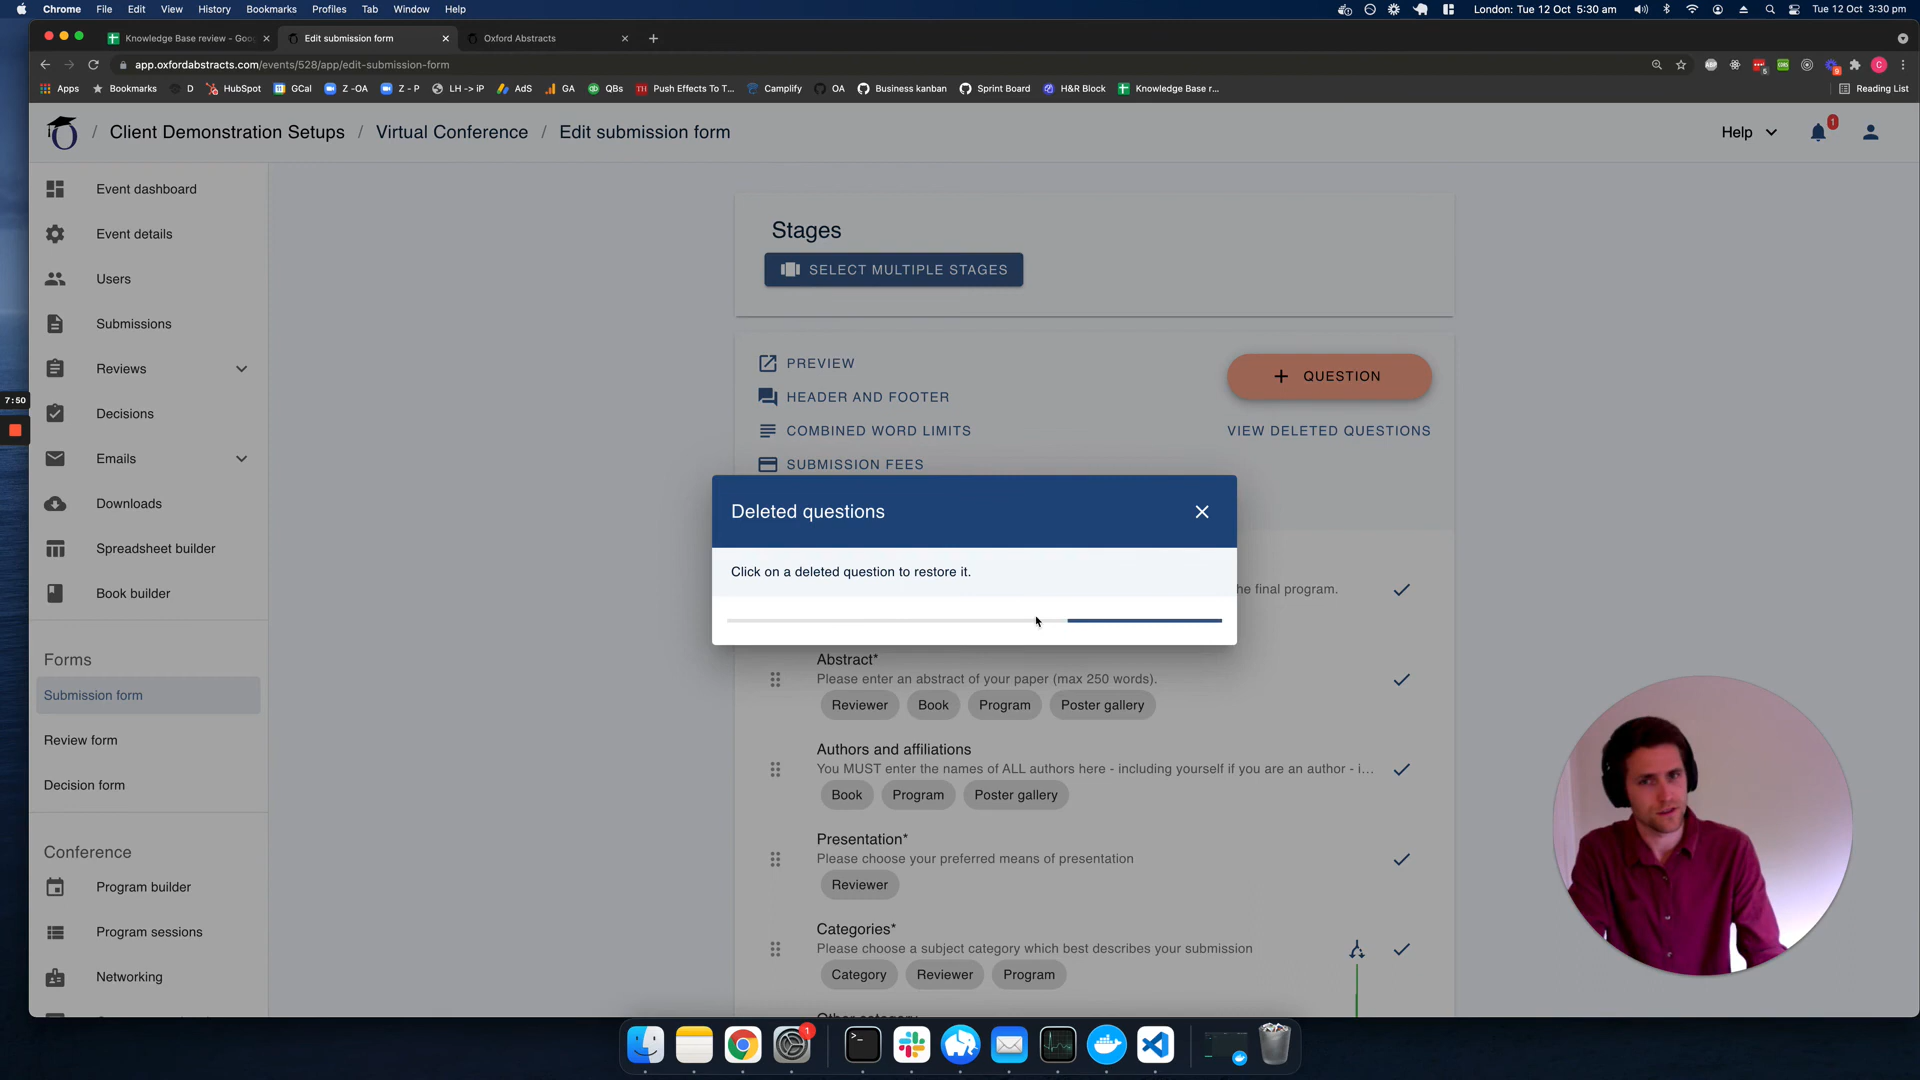 Chrome File Edit View History Bookmarks Profiles Tab Window Help
London: Tue 12 Oct 5:30 am
Tue 12 Oct 3:30 pm
Knowledge Base review - Goo
Edit submission form
Oxford Abstracts
app.oxfordabstracts.com/events/528/app/edit-submission-form
Apps Bookmarks D HubSpot GCal Z -OA Z - P LH -> iP AdS GA QBs Push Effects To T... Camplify OA Business kanban Sprint Board H&R Block Knowledge Base r... Reading List
/ Client Demonstration Setups / Virtual Conference / Edit submission form
Help
1
Event dashboard
Event details
Users
Submissions
Reviews
Decisions
Emails
Downloads
Spreadsheet builder
Book builder
Forms
Submission form
Review form
Decision form
Conference
Program builder
Program sessions
Networking
7:50
Stages
SELECT MULTIPLE STAGES
PREVIEW
HEADER AND FOOTER
COMBINED WORD LIMITS
SUBMISSION FEES
+ QUESTION
VIEW DELETED QUESTIONS
Deleted questions
Click on a deleted question to restore it.
he final program.
Abstract*
Please enter an abstract of your paper (max 250 words).
Reviewer Book Program Poster gallery
Authors and affiliations
You MUST enter the names of ALL authors here - including yourself if you are an author - i...
Book Program Poster gallery
Presentation*
Please choose your preferred means of presentation
Reviewer
Categories*
Please choose a subject category which best describes your submission
Category Reviewer Program
1